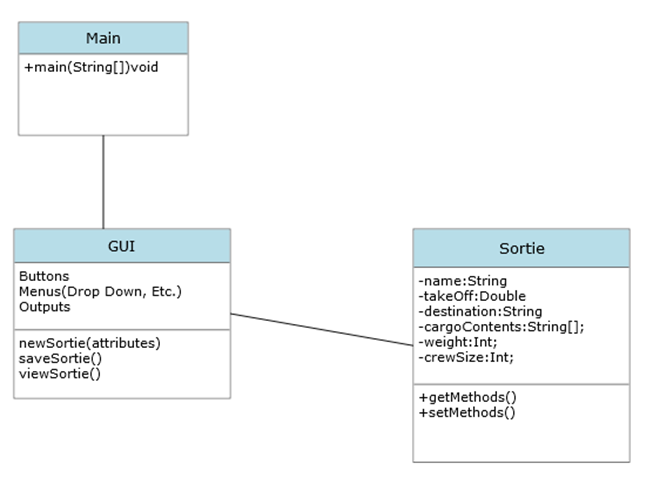 Main
+main(String[])void
GUI
Buttons
Menus(Drop Down, Etc.)
Outputs
newSortie(attributes)
saveSortie()
viewSortie()
Sortie
-name:String
-takeOff:Double
-destination:String
-cargoContents:String[];
-weight:Int;
-crewSize:Int;
+getMethods()
+setMethods()